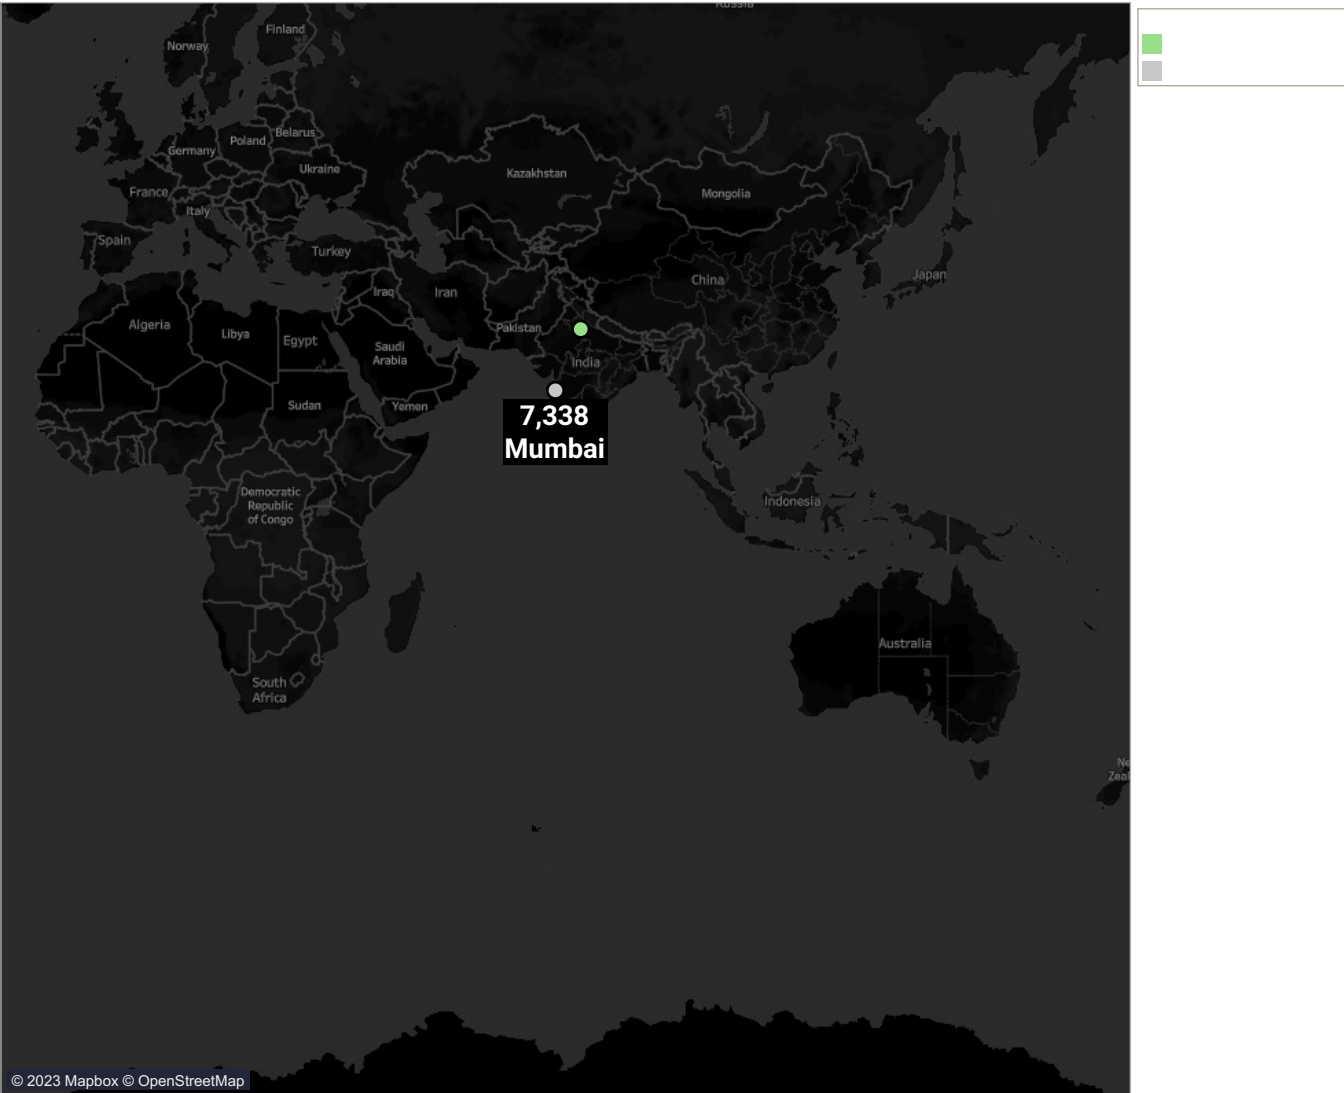 Russia
Finland
Norway
Belarus
Poland
Germany
Ukraine
Kazakhstan
France
Mongolia
Italy
Spain
Turkey
Japan
China
Iraq
Iran
Algeria
Pakistan
Libya
Egypt
Saudi
Arabia
India
Sudan
Yemen
7,338
Mumbai
Democratic
Republic
of Congo
Indonesia
Australia
South
Africa
Ne
Zeal
© 2023 Mapbox © OpenStreetMap